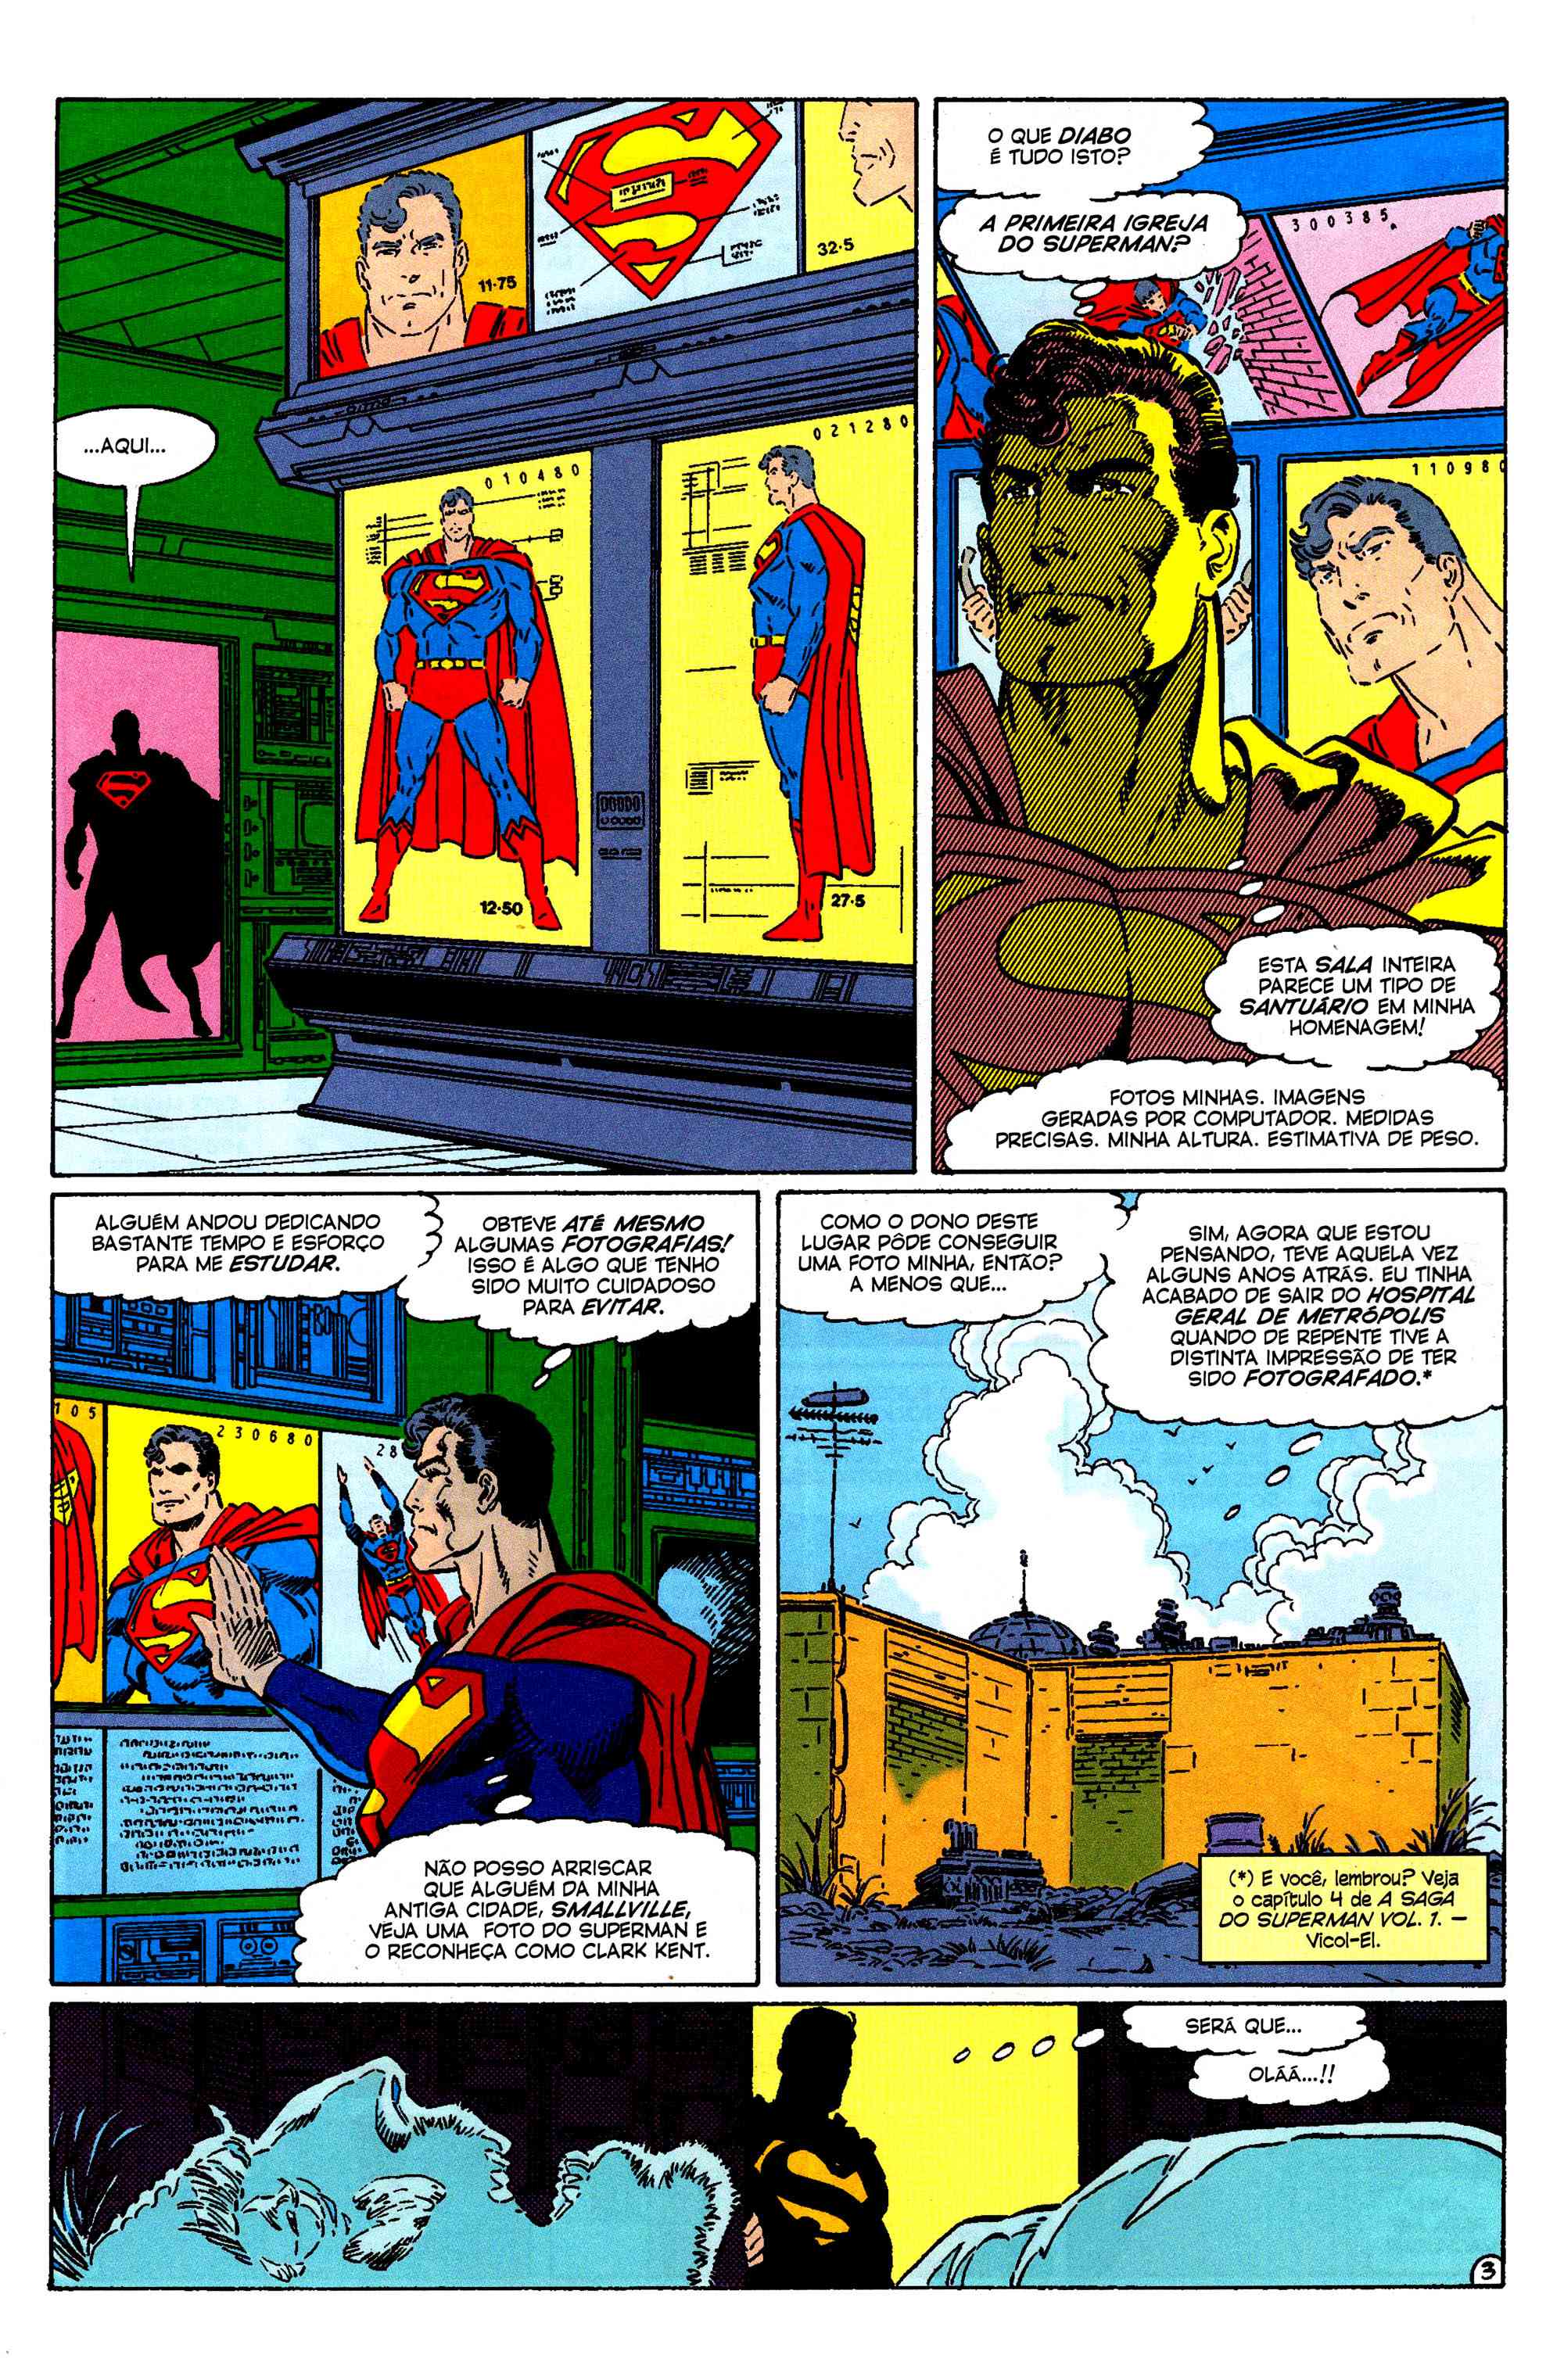 11·75
32·5
...AQUI...
010480
021280
12·50
27·5
O QUE DIABO
É TUDO ISTO?
A PRIMEIRA IGREJA
DO SUPERMAN?
300385
110980
ESTA SALA INTEIRA
PARECE UM TIPO DE
SANTUÁRIO EM MINHA
HOMENAGEM!
FOTOS MINHAS. IMAGENS
GERADAS POR COMPUTADOR. MEDIDAS
PRECISAS. MINHA ALTURA. ESTIMATIVA DE PESO.
ALGUÉM ANDOU DEDICANDO
BASTANTE TEMPO E ESFORÇO
PARA ME ESTUDAR.
OBTEVE ATÉ MESMO
ALGUMAS FOTOGRAFIAS!
ISSO É ALGO QUE TENHO
SIDO MUITO CUIDADOSO
PARA EVITAR.
105
230680
28
NÃO POSSO ARRISCAR
QUE ALGUÉM DA MINHA
ANTIGA CIDADE, SMALLVILLE,
VEJA UMA FOTO DO SUPERMAN E
O RECONHEÇA COMO CLARK KENT.
COMO O DONO DESTE
LUGAR PÔDE CONSEGUIR
UMA FOTO MINHA, ENTÃO?
A MENOS QUE...
SIM, AGORA QUE ESTOU
PENSANDO, TEVE AQUELA VEZ
ALGUNS ANOS ATRÁS. EU TINHA
ACABADO DE SAIR DO HOSPITAL
GERAL DE METRÓPOLIS
QUANDO DE REPENTE TIVE A
DISTINTA IMPRESSÃO DE TER
SIDO FOTOGRAFADO.*
(*) E você, lembrou? Veja
o capítulo 4 de A SAGA
DO SUPERMAN VOL. 1. —
Vicol-El.
SERÁ QUE...
OLÁÁ...!!
3